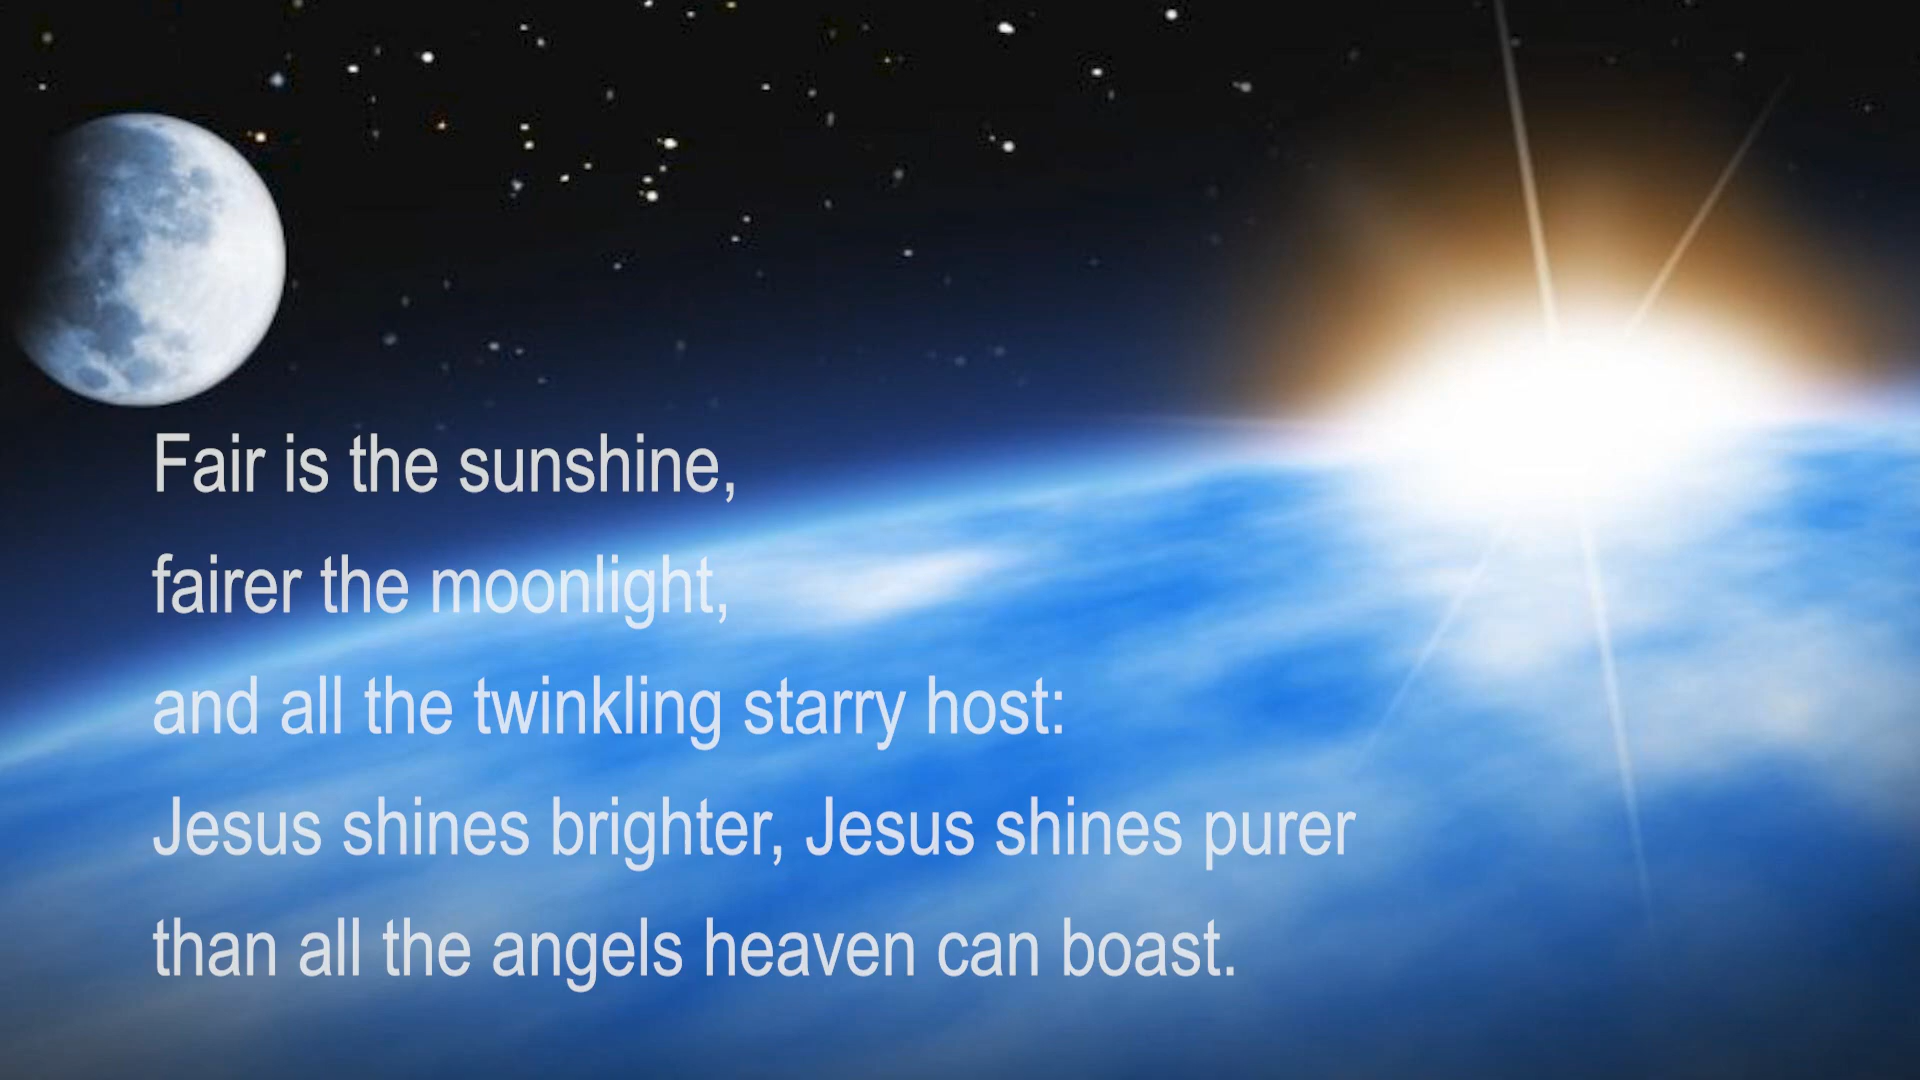 Fair is the sunshine,
fairer the moonlight,
and all the twinkling starry host:
Jesus shines brighter, Jesus shines purer
than all the angels heaven can boast.